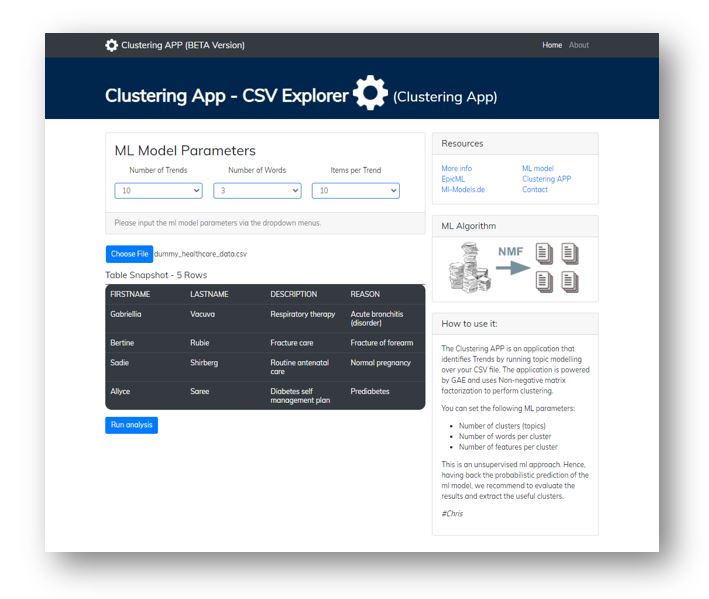 Clustering APP (BETA Version)
Home About
Clustering App - CSV Explorer (Clustering App)
ML Model Parameters
Number of Trends Number of Words Items per Trend
10 3 10
Please input the ml model parameters via the dropdown menus.
Choose File dummy_healthcare_data.csv
Table Snapshot - 5 Rows
FIRSTNAME LASTNAME DESCRIPTION REASON
Gabriellia Vacuva Respiratory therapy Acute bronchitis
(disorder)
Bertine Rubie Fracture care Fracture of forearm
Sadie Shirberg Routine antenatal Normal pregnancy
care
Allyce Saree Diabetes self Prediabetes
management plan
Run analysis
Resources
More info ML model
EpicML Clustering APP
Ml-Models.de Contact
ML Algorithm
NMF
How to use it:
The Clustering APP is an application that
identifies Trends by running topic modelling
over your CSV file. The application is powered
by GAE and uses Non-negative matrix
factorization to perform clustering.
You can set the following ML parameters:
• Number of clusters (topics)
• Number of words per cluster
• Number of features per cluster
This is an unsupervised ml approach. Hence,
having back the probabilistic prediction of the
ml model, we recommend to evaluate the
results and extract the useful clusters.
#Chris